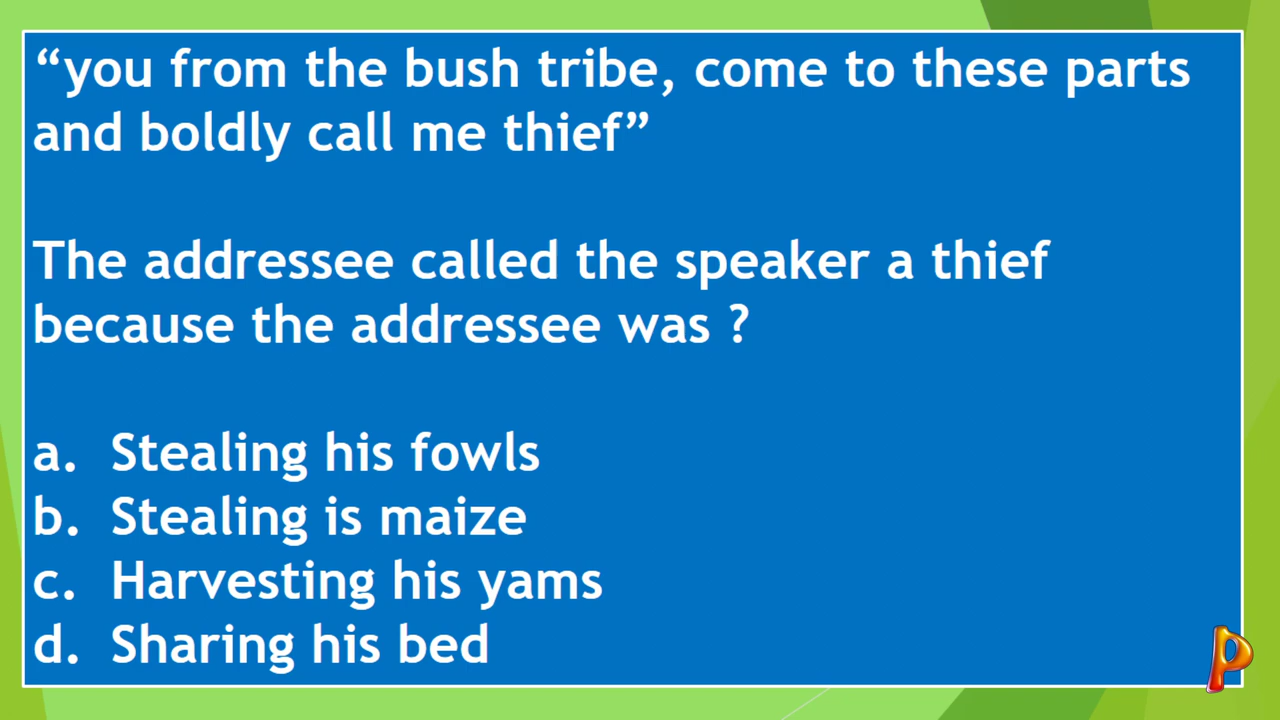 “you from the bush tribe, come to these parts
and boldly call me thief”
The addressee called the speaker a thief
because the addressee was ?
a. Stealing his fowls
b. Stealing is maize
c. Harvesting his yams
d. Sharing his bed
P